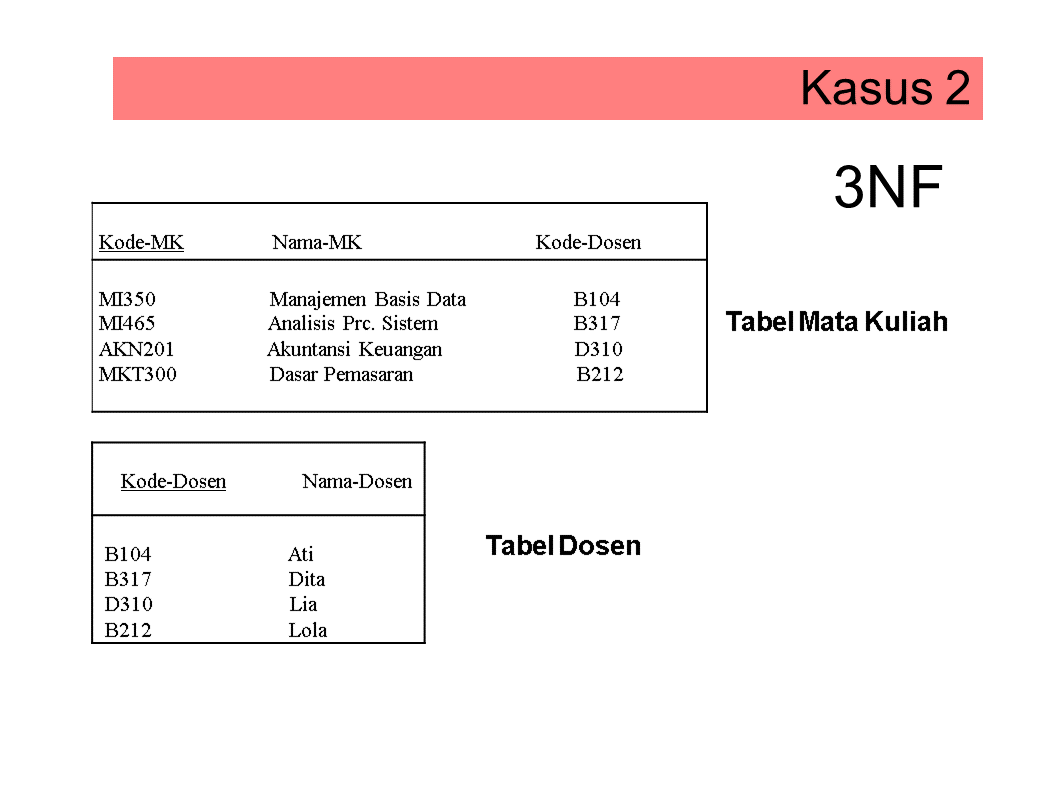 Kasus 2
3NF
Kode-MK Nama-MK Kode-Dosen
MI350 Manajemen Basis Data B104
MI465 Analisis Prc. Sistem B317
AKN201 Akuntansi Keuangan D310
MKT300 Dasar Pemasaran B212
Tabel Mata Kuliah
Kode-Dosen Nama-Dosen
B104 Ati
B317 Dita
D310 Lia
B212 Lola
Tabel Dosen